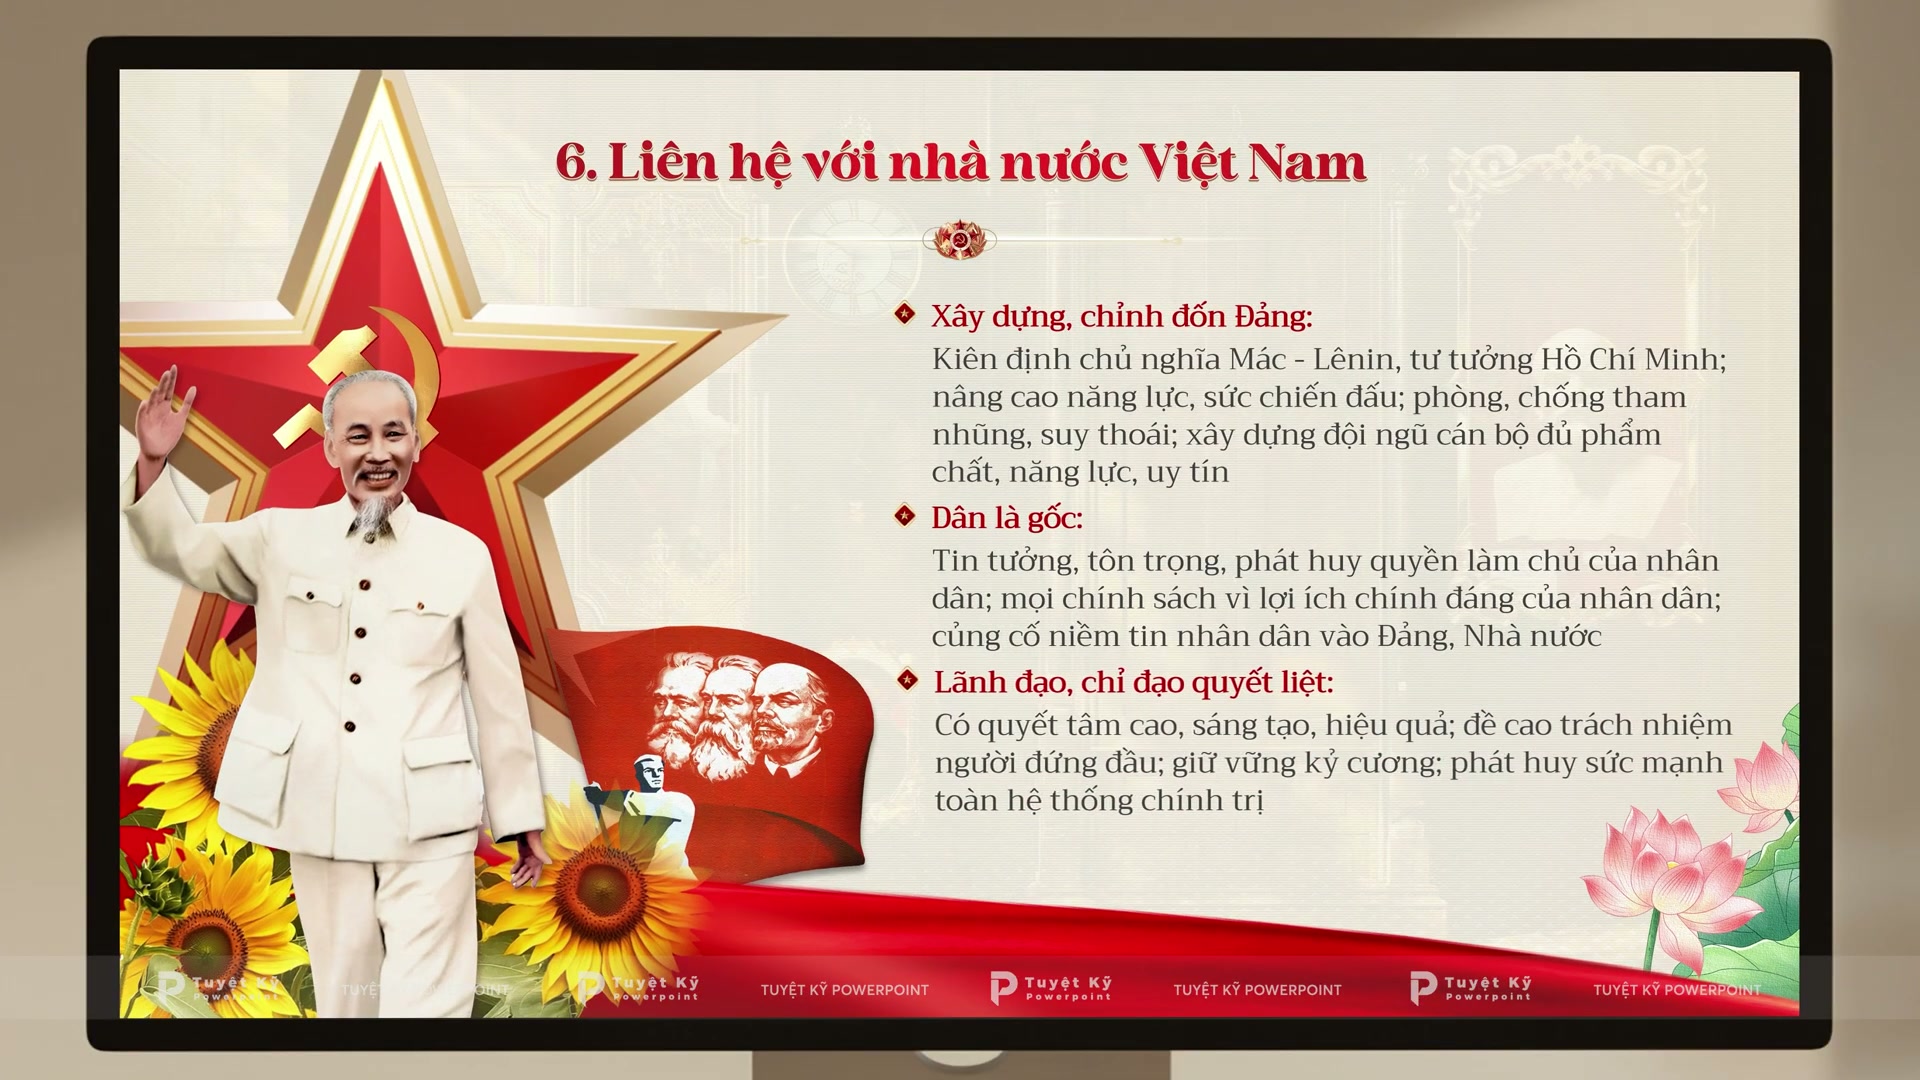 6. Liên hệ với nhà nước Việt Nam
Xây dựng, chỉnh đốn Đảng:
Kiên định chủ nghĩa Mác - Lênin, tư tưởng Hồ Chí Minh;
nâng cao năng lực, sức chiến đấu; phòng, chống tham
nhũng, suy thoái; xây dựng đội ngũ cán bộ đủ phẩm
chất, năng lực, uy tín
Dân là gốc:
Tin tưởng, tôn trọng, phát huy quyền làm chủ của nhân
dân; mọi chính sách vì lợi ích chính đáng của nhân dân;
củng cố niềm tin nhân dân vào Đảng, Nhà nước
Lãnh đạo, chỉ đạo quyết liệt:
Có quyết tâm cao, sáng tạo, hiệu quả; đề cao trách nhiệm
người đứng đầu; giữ vững kỷ cương; phát huy sức mạnh
toàn hệ thống chính trị
Tuyệt Kỹ Powerpoint
TUYỆT KỸ POWERPOINT
Tuyệt Kỹ Powerpoint
TUYỆT KỸ POWERPOINT
Tuyệt Kỹ Powerpoint
TUYỆT KỸ POWERPOINT
Tuyệt Kỹ Powerpoint
TUYỆT KỸ POWERPOINT